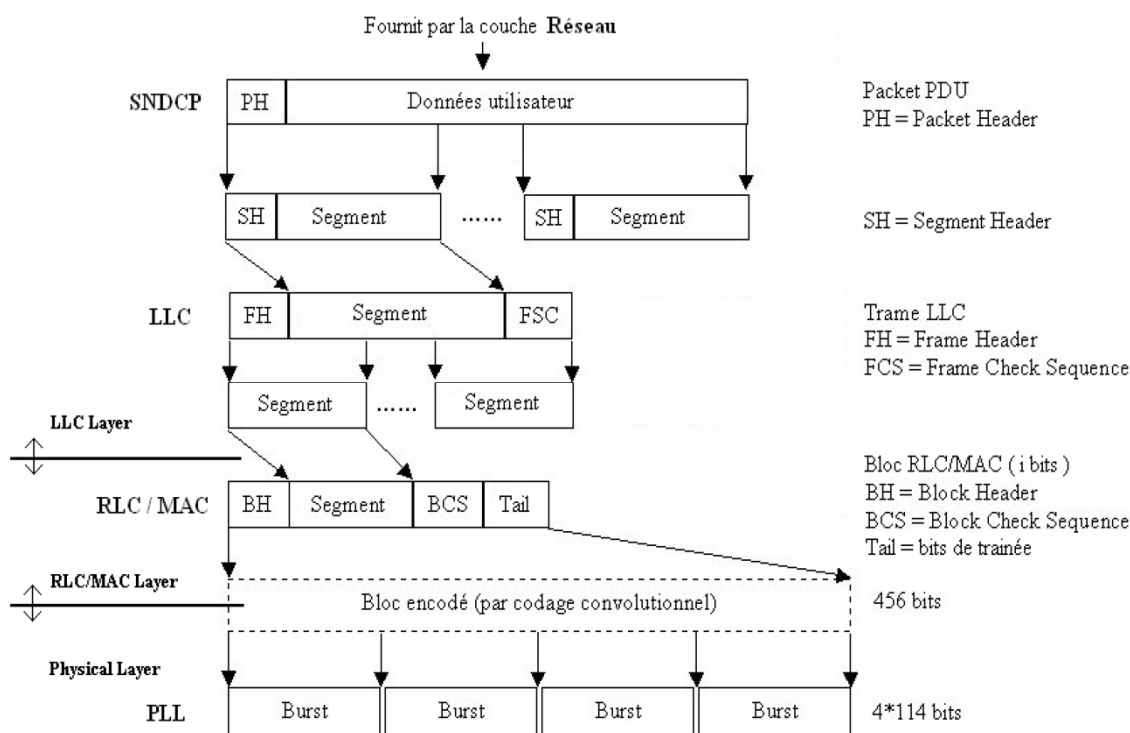 Fournit par la couche Réseau
SNDCP
PH
Données utilisateur
Packet PDU
PH = Packet Header
SH
Segment
......
SH
Segment
SH = Segment Header
LLC
FH
Segment
FSC
Trame LLC
FH = Frame Header
FCS = Frame Check Sequence
Segment
......
Segment
LLC Layer
RLC / MAC
BH
Segment
BCS
Tail
Bloc RLC/MAC ( i bits )
BH = Block Header
BCS = Block Check Sequence
Tail = bits de trainée
RLC/MAC Layer
Bloc encodé (par codage convolutionnel)
456 bits
Physical Layer
PLL
Burst
Burst
Burst
Burst
4*114 bits